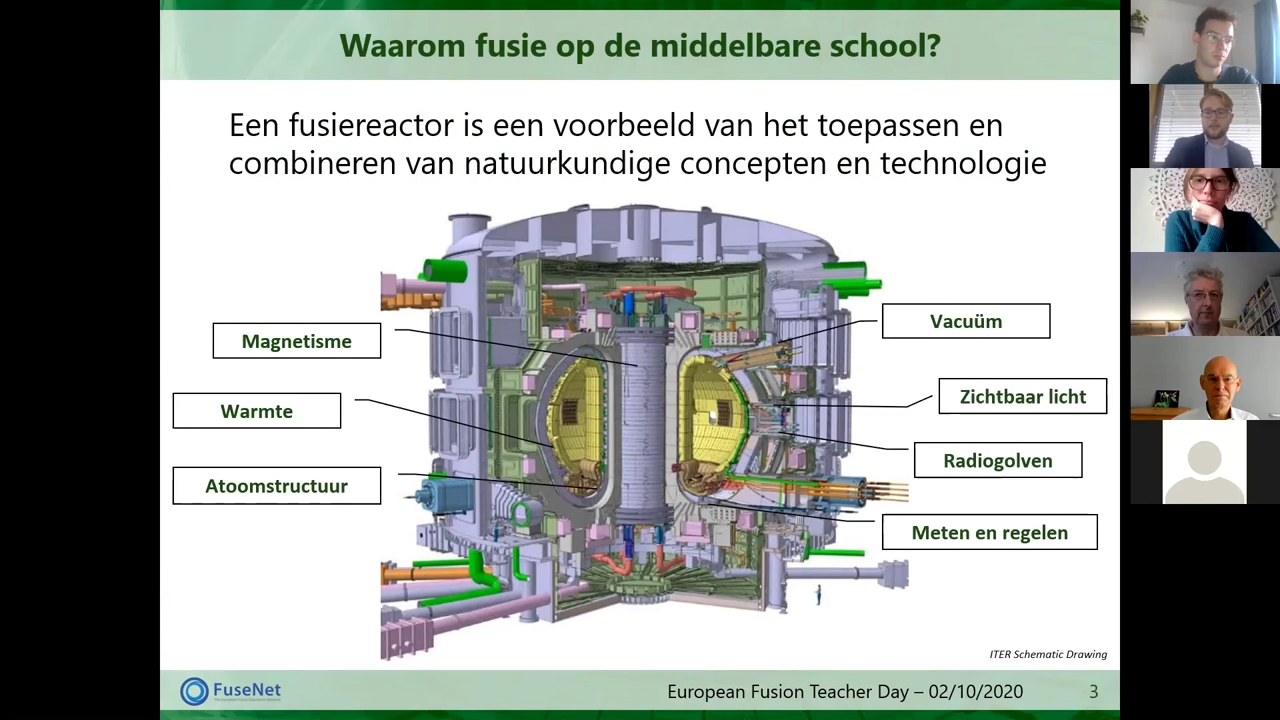 Waarom fusie op de middelbare school?
Een fusiereactor is een voorbeeld van het toepassen en
combineren van natuurkundige concepten en technologie
Magnetisme
Warmte
Atoomstructuur
Vacuüm
Zichtbaar licht
Radiogolven
Meten en regelen
ITER Schematic Drawing
FuseNet
European Fusion Teacher Day – 02/10/2020
3